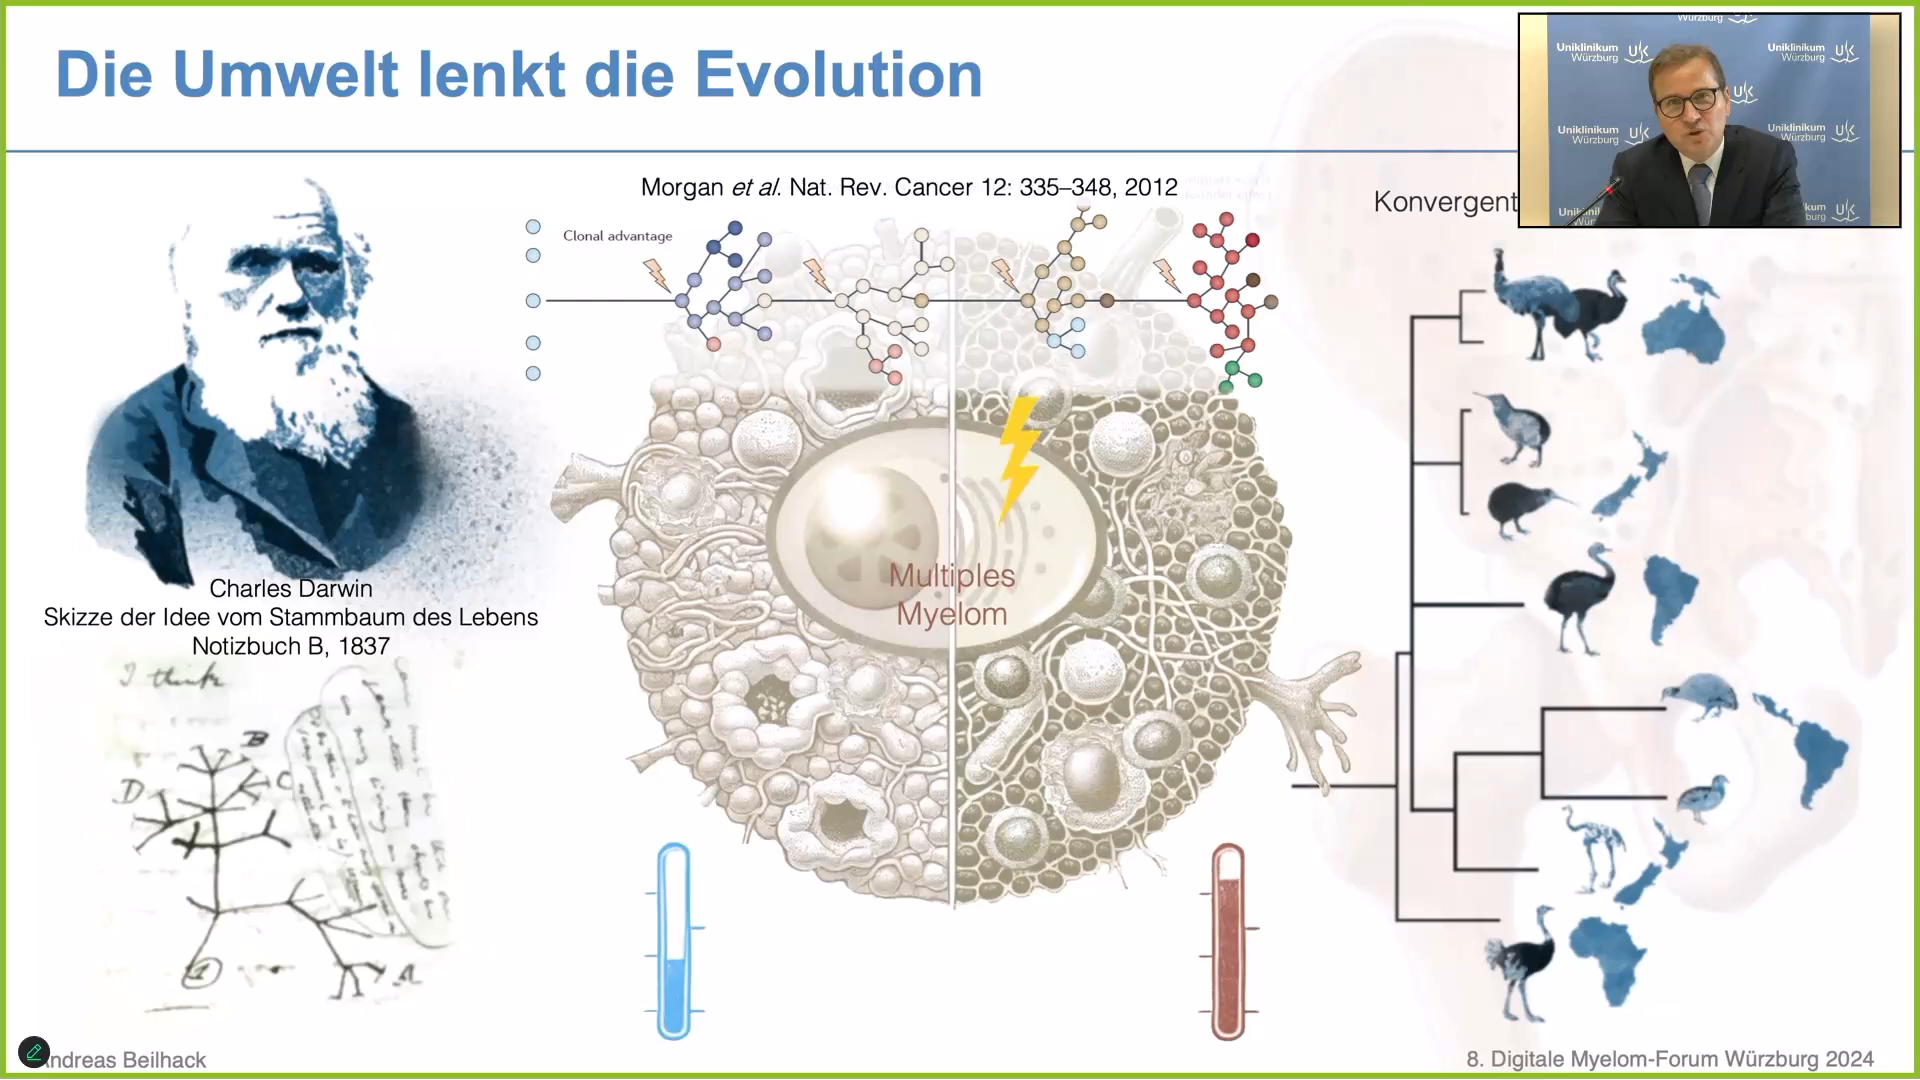 Die Umwelt lenkt die Evolution
Uniklinikum
Würzburg
Uniklinikum
Würzburg
Uniklinikum
Würzburg
Uniklinikum
Würzburg
Morgan et al. Nat. Rev. Cancer 12: 335–348, 2012
Konvergent
Clonal advantage
Multiples
Myelom
Charles Darwin
Skizze der Idee vom Stammbaum des Lebens
Notizbuch B, 1837
I think
B
D
C
1
A
ndreas Beilhack
8. Digitale Myelom-Forum Würzburg 2024